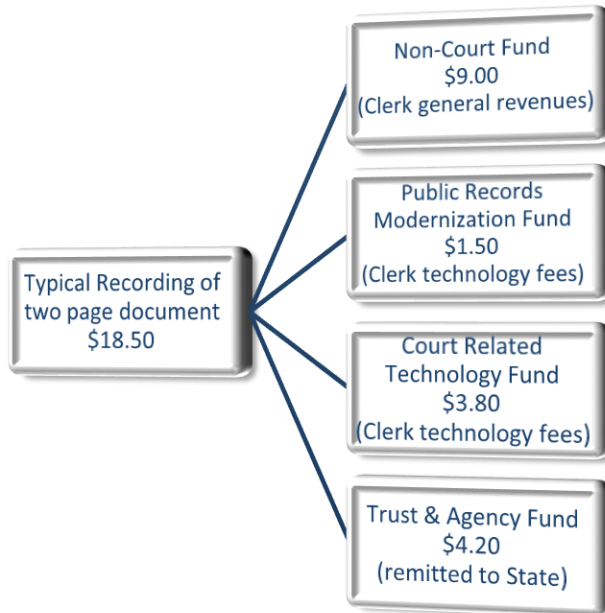 Non-Court Fund
$9.00
(Clerk general revenues)
Public Records
Modernization Fund
$1.50
(Clerk technology fees)
Typical Recording of
two page document
$18.50
Court Related
Technology Fund
$3.80
(Clerk technology fees)
Trust & Agency Fund
$4.20
(remitted to State)